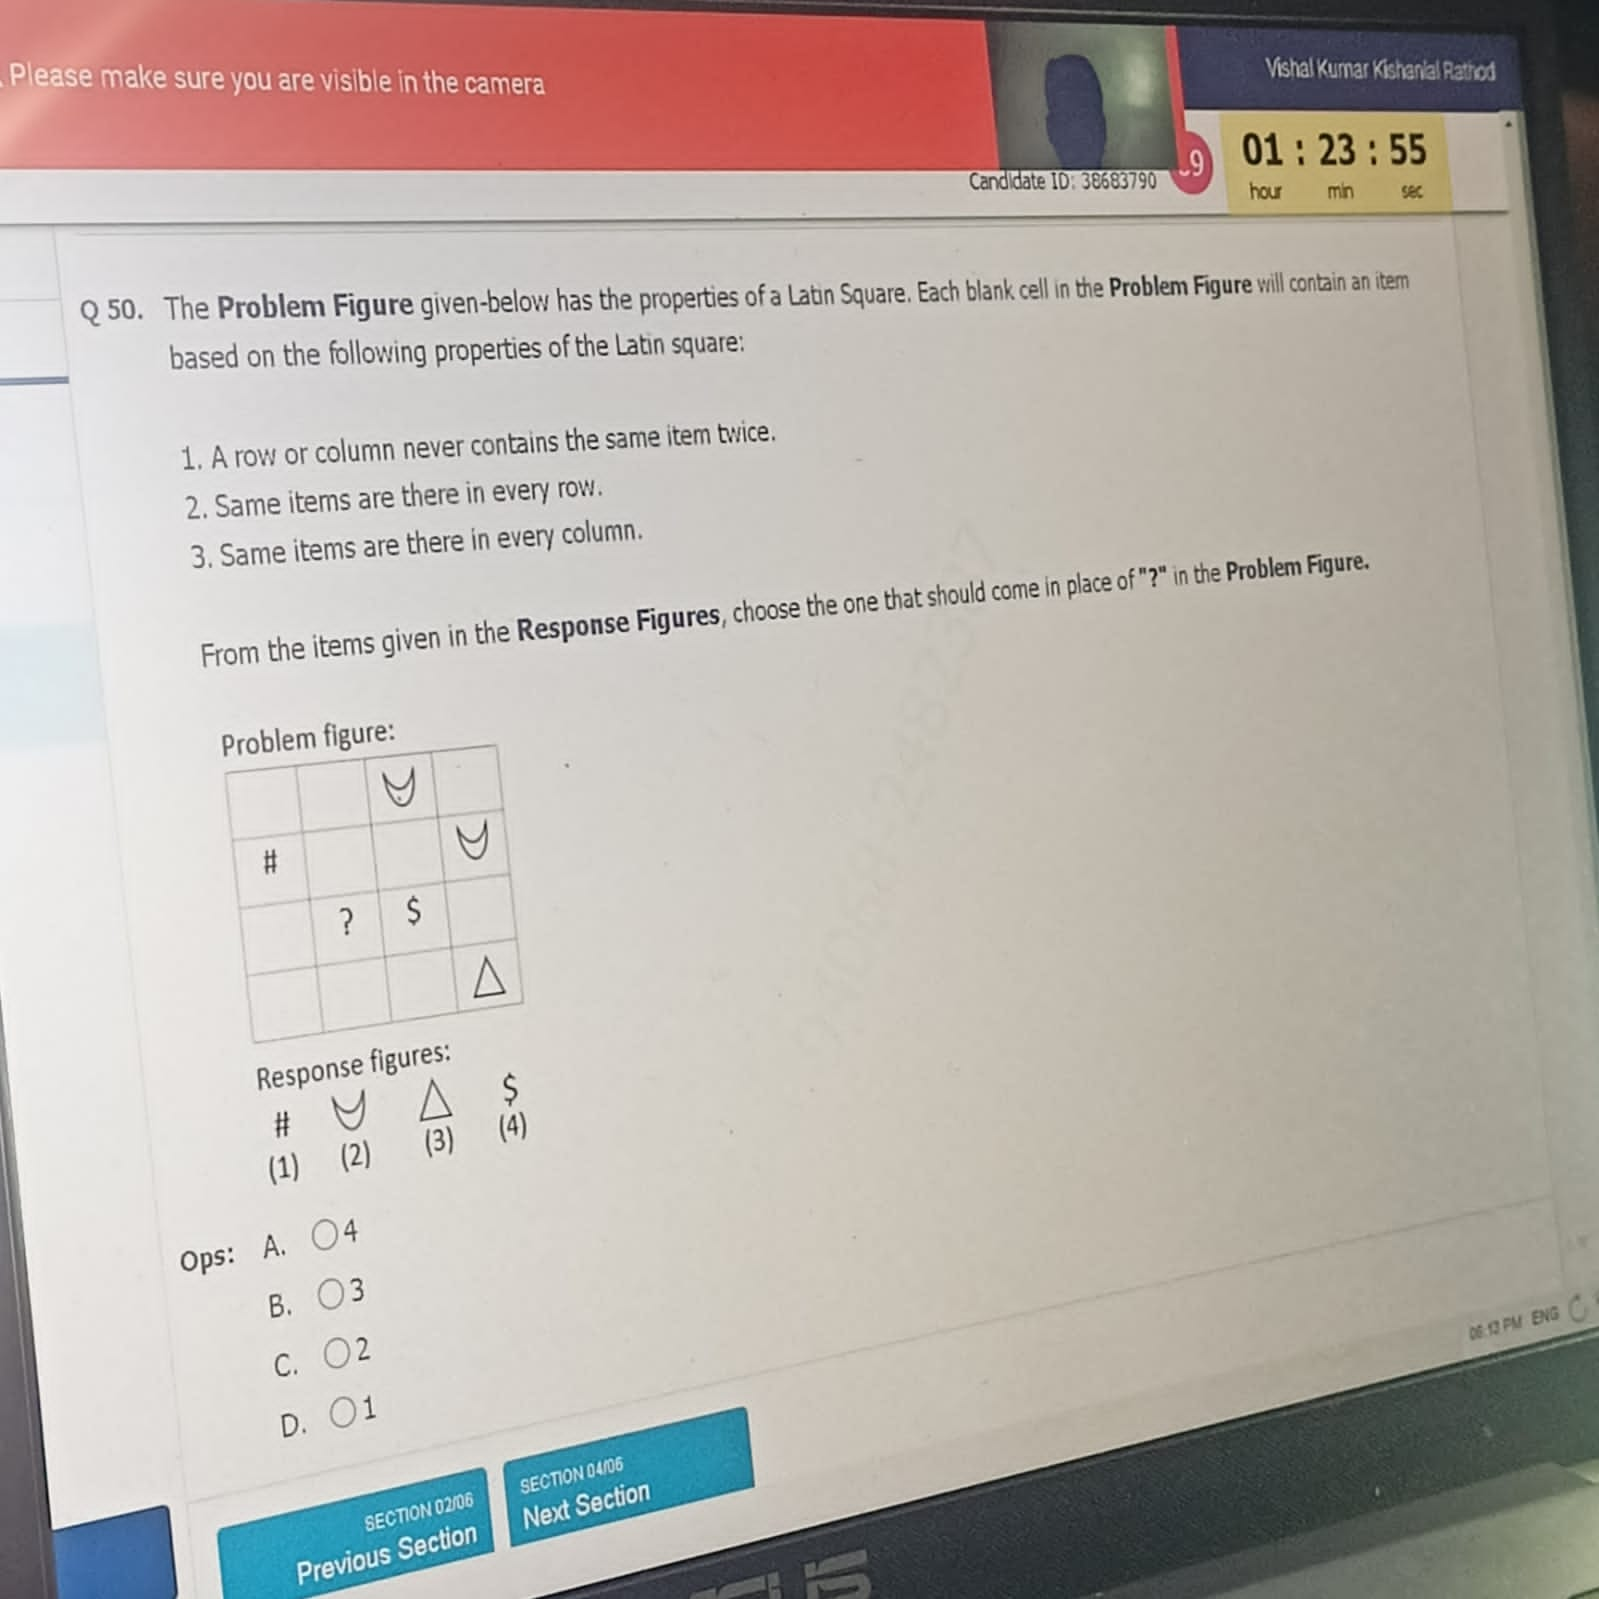 Please make sure you are visible in the camera
Vishal Kumar Kishanlal Rathod
01 : 23 : 55
hour min sec
Candidate ID: 38683790
Q 50. The Problem Figure given-below has the properties of a Latin Square. Each blank cell in the Problem Figure will contain an item
based on the following properties of the Latin square:
1. A row or column never contains the same item twice.
2. Same items are there in every row.
3. Same items are there in every column.
From the items given in the Response Figures, choose the one that should come in place of "?" in the Problem Figure.
Problem figure:
#
? $
Response figures:
# $
(1) (2) (3) (4)
Ops: A. 4
B. 3
C. 2
D. 1
SECTION 02/06
Previous Section
SECTION 04/06
Next Section
06:13 PM ENG